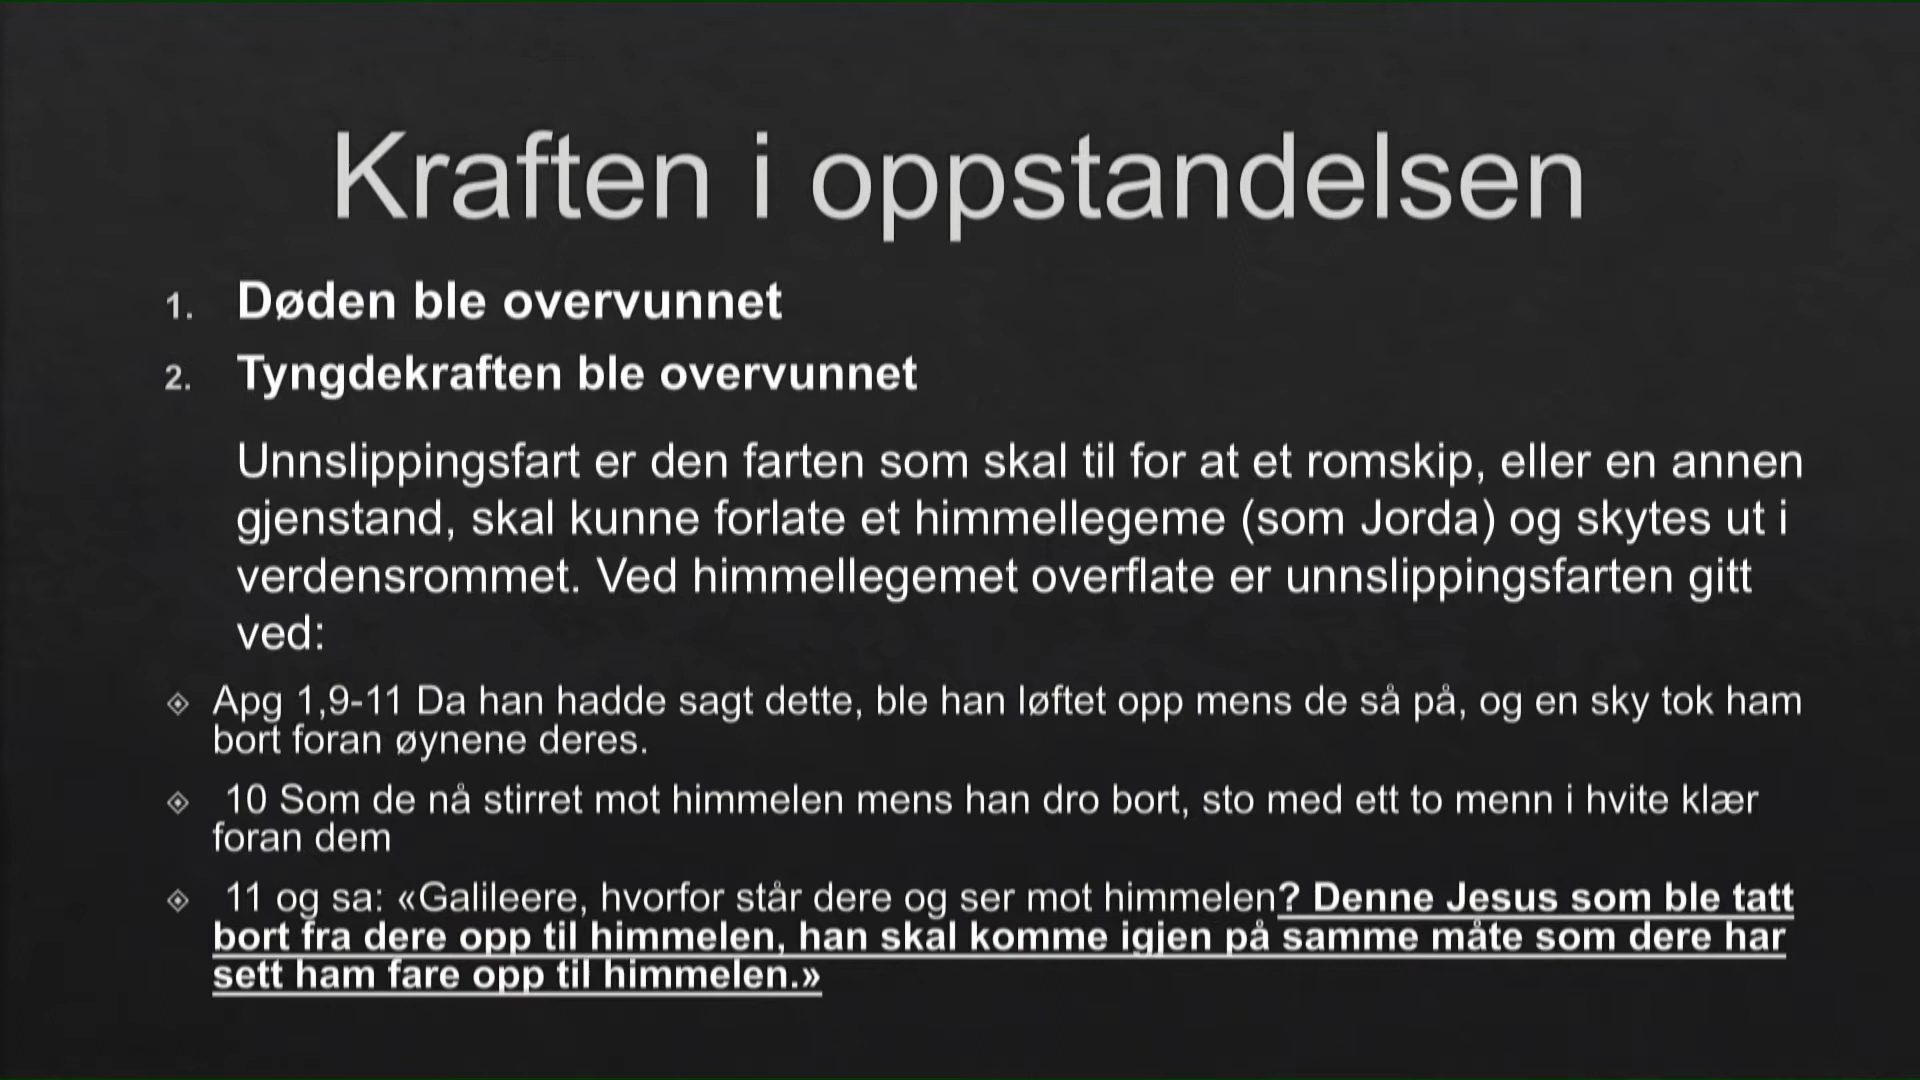 Kraften i oppstandelsen
1. Døden ble overvunnet
2. Tyngdekraften ble overvunnet
Unnslippingsfart er den farten som skal til for at et romskip, eller en annen
gjenstand, skal kunne forlate et himmellegeme (som Jorda) og skytes ut i
verdensrommet. Ved himmellegemet overflate er unnslippingsfarten gitt
ved:
Apg 1,9-11 Da han hadde sagt dette, ble han løftet opp mens de så på, og en sky tok ham
bort foran øynene deres.
10 Som de nå stirret mot himmelen mens han dro bort, sto med ett to menn i hvite klær
foran dem
11 og sa: «Galileere, hvorfor står dere og ser mot himmelen? Denne Jesus som ble tatt
bort fra dere opp til himmelen, han skal komme igjen på samme måte som dere har
sett ham fare opp til himmelen.»